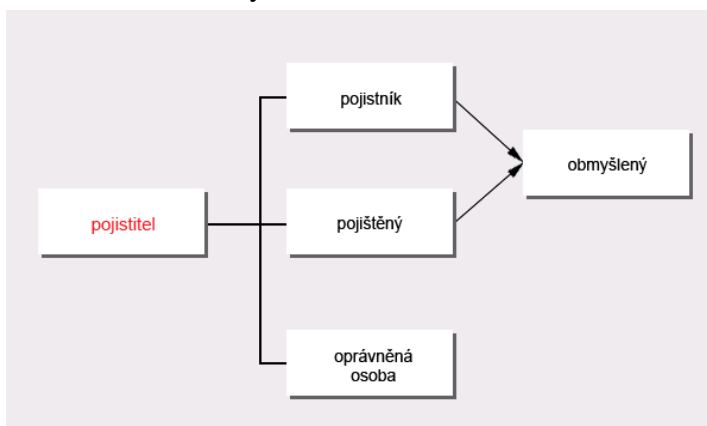 pojistník
obmyšlený
pojistitel
pojištěný
oprávněná
osoba